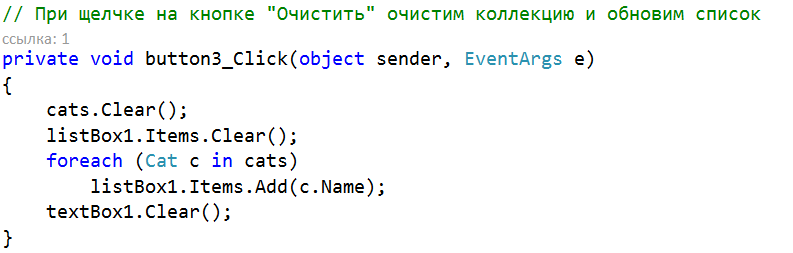 // При щелчке на кнопке "Очистить" очистим коллекцию и обновим список
ссылка: 1
private void button3_Click(object sender, EventArgs e)
{
    cats.Clear();
    listBox1.Items.Clear();
    foreach (Cat c in cats)
        listBox1.Items.Add(c.Name);
    textBox1.Clear();
}